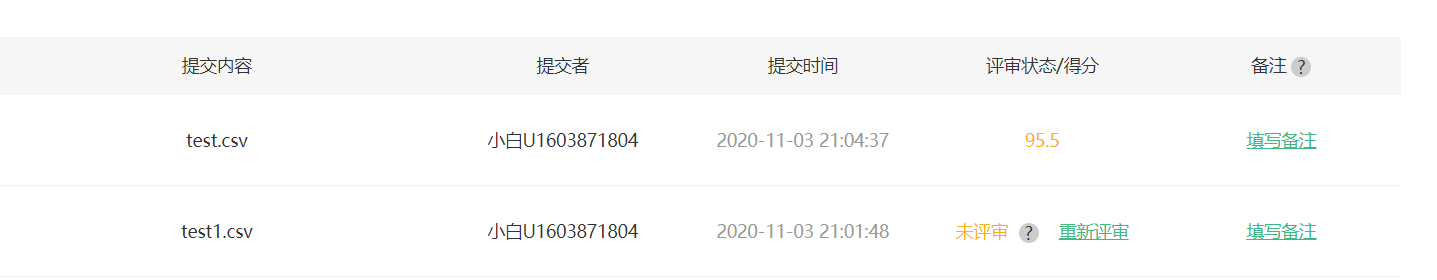 提交内容 提交者 提交时间 评审状态/得分 备注 ?
test.csv 小白U1603871804 2020-11-03 21:04:37 95.5 填写备注
test1.csv 小白U1603871804 2020-11-03 21:01:48 未评审 ? 重新评审 填写备注